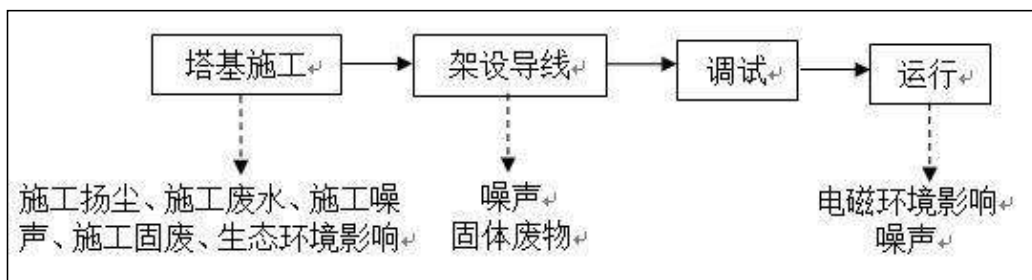 塔基施工
架设导线
调试
运行
施工扬尘、施工废水、施工噪
声、施工固废、生态环境影响
噪声
固体废物
电磁环境影响
噪声